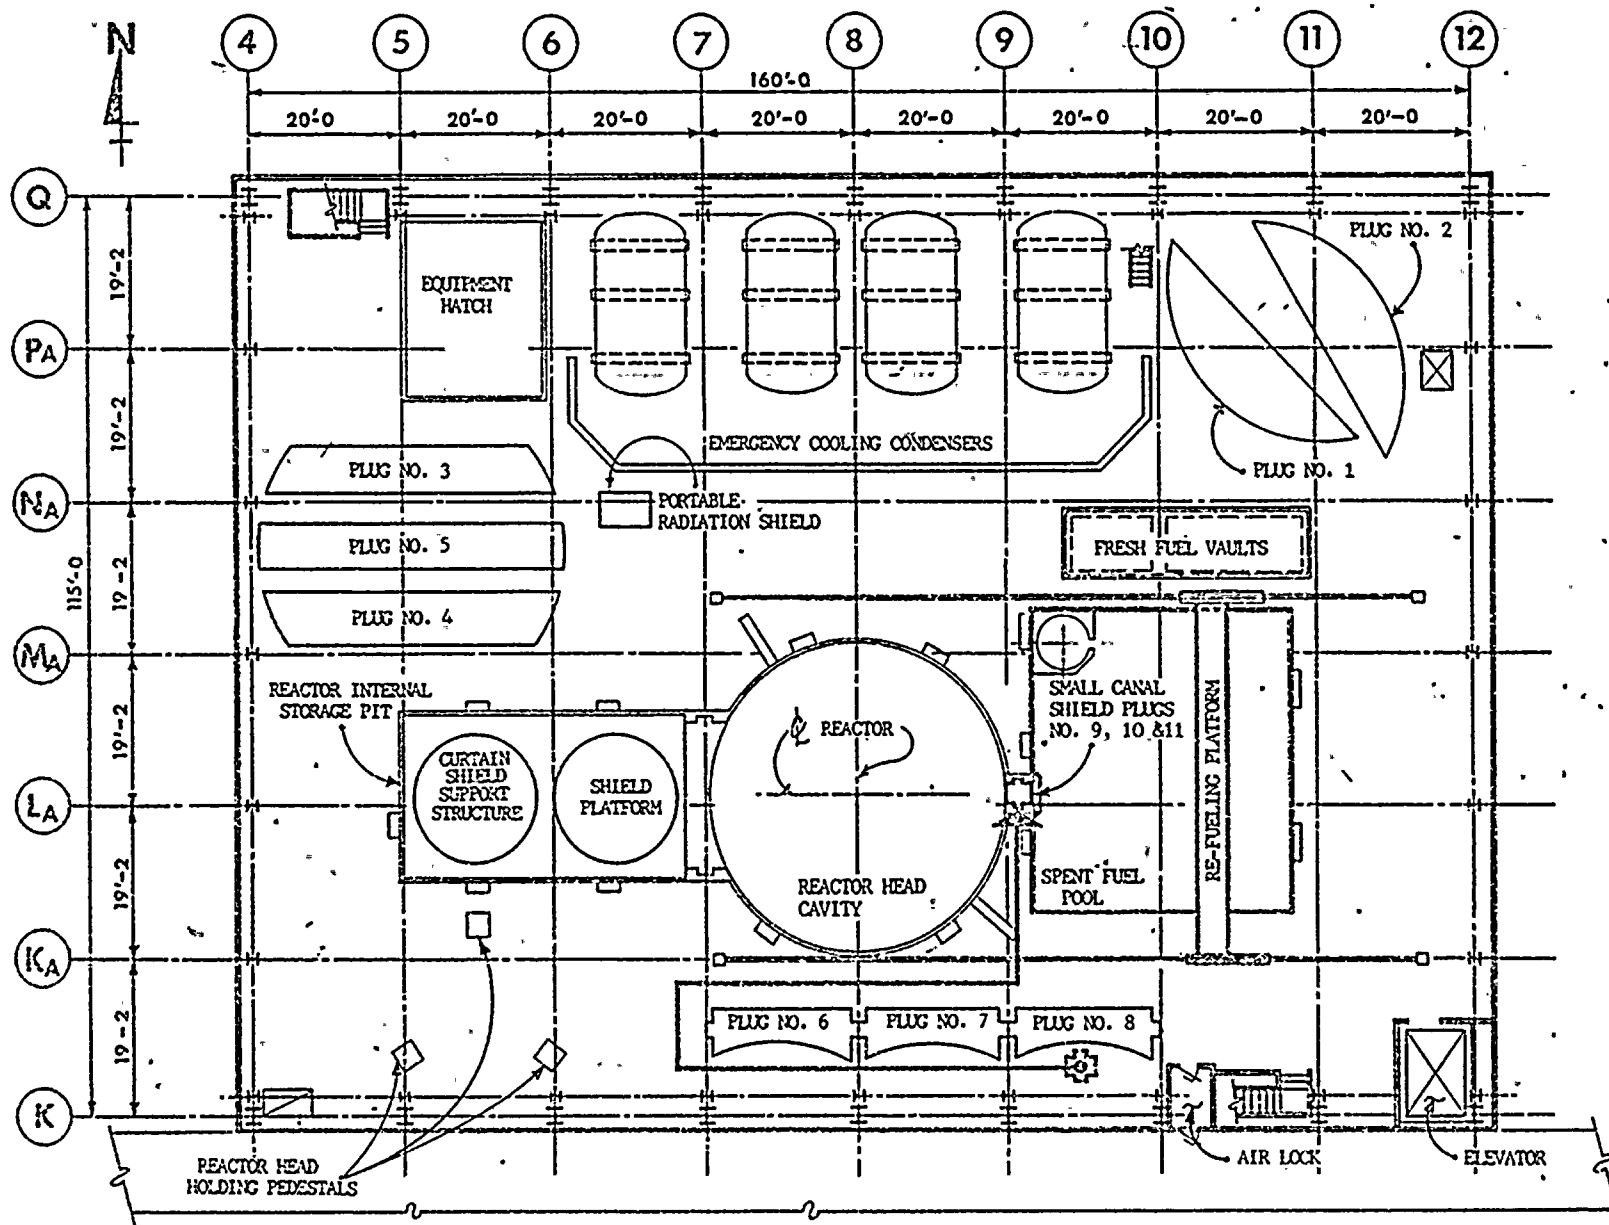 N
4 5 6 7 8 9 10 11 12
160'-0
20'-0 20'-0 20'-0 20'-0 20'-0 20'-0 20'-0 20'-0
Q
PLUG NO. 2
19'-2
EQUIPMENT
HATCH
PA
19'-2
EMERGENCY COOLING CONDENSERS
PLUG NO. 3
PLUG NO. 1
NA
PORTABLE
RADIATION SHIELD
PLUG NO. 5
FRESH FUEL VAULTS
115'-0
19'-2
PLUG NO. 4
MA
REACTOR INTERNAL
STORAGE PIT
SMALL CANAL
SHIELD PLUGS
NO. 9, 10 &11
19'-2
℄ REACTOR
CURTAIN
SHIELD
SUPPORT
STRUCTURE
SHIELD
PLATFORM
RE-FUELING PLATFORM
LA
19'-2
REACTOR HEAD
CAVITY
SPENT FUEL
POOL
KA
19-2
PLUG NO. 6
PLUG NO. 7
PLUG NO. 8
K
REACTOR HEAD
HOLDING PEDESTALS
AIR LOCK
ELEVATOR